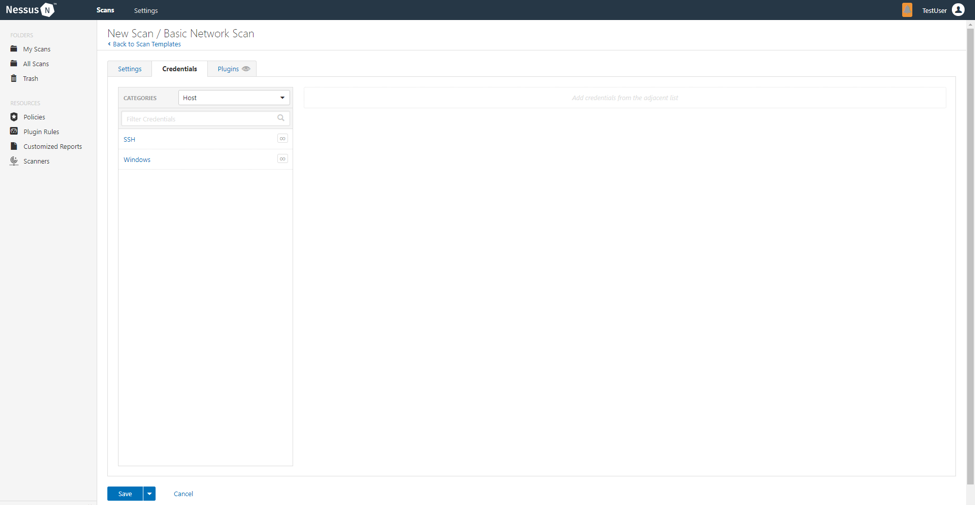 Nessus N
Scans
Settings
TestUser
FOLDERS
My Scans
All Scans
Trash
RESOURCES
Policies
Plugin Rules
Customized Reports
Scanners
New Scan / Basic Network Scan
Back to Scan Templates
Settings
Credentials
Plugins
CATEGORIES
Host
Filter Credentials
SSH
∞
Windows
∞
Add credentials from the adjacent list
Save
Cancel